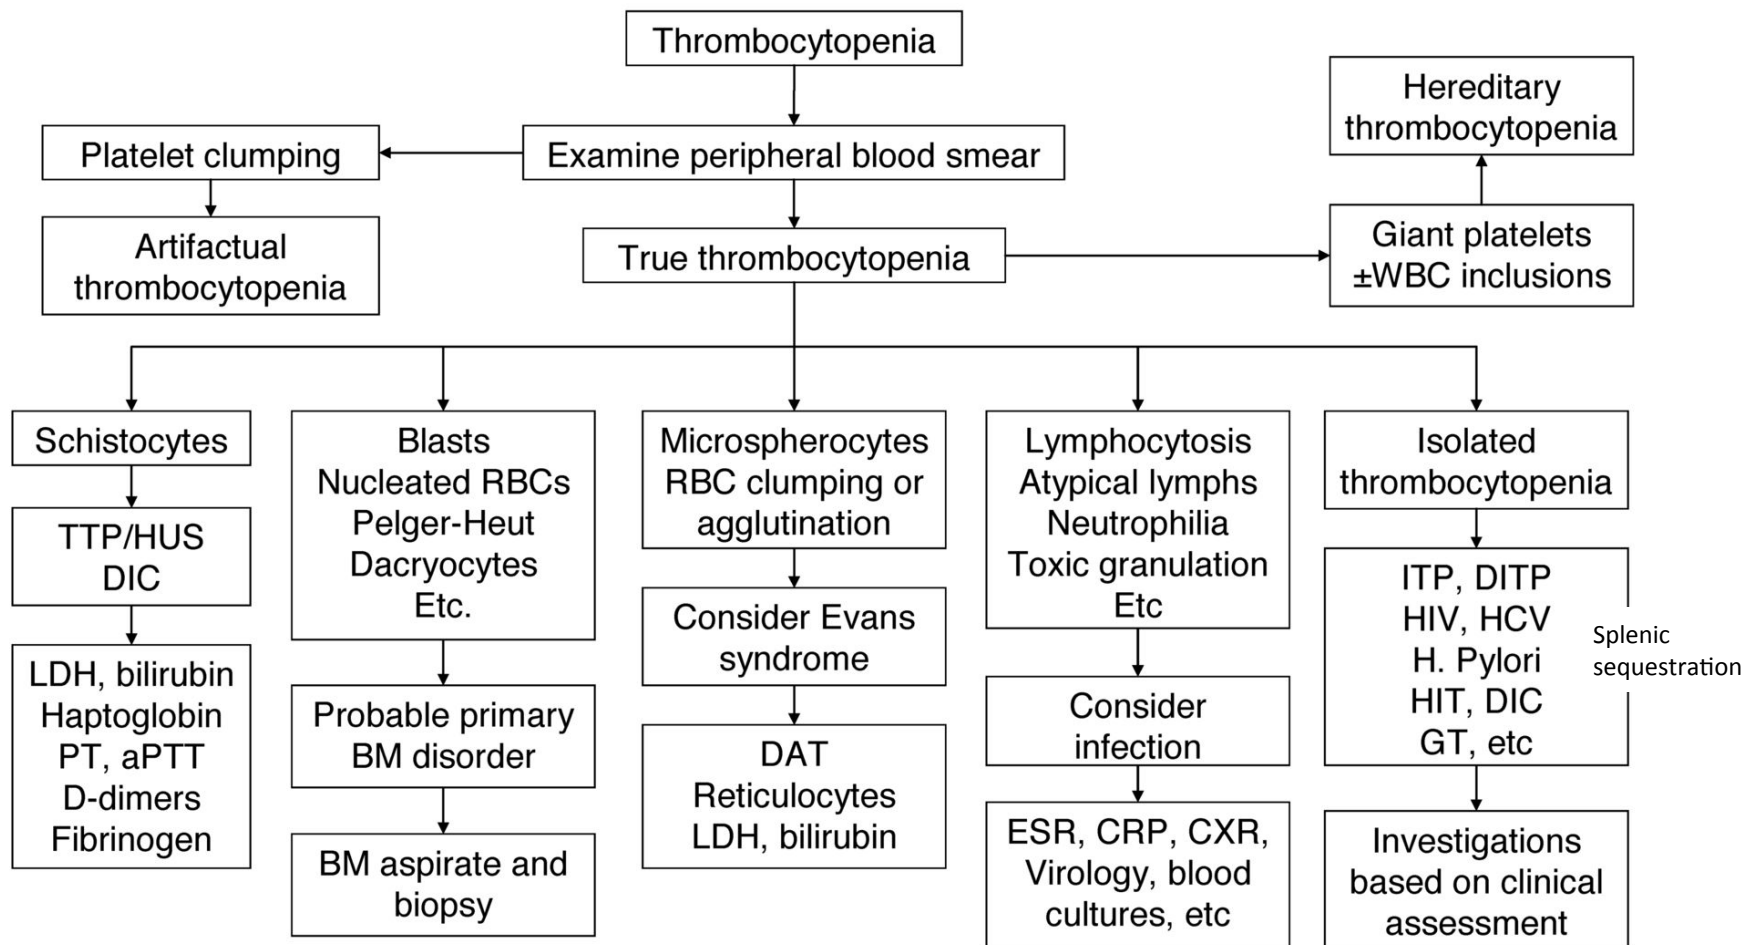 Thrombocytopenia
Hereditary
thrombocytopenia
Platelet clumping
Examine peripheral blood smear
Artifactual
thrombocytopenia
True thrombocytopenia
Giant platelets
±WBC inclusions
Schistocytes
TTP/HUS
DIC
LDH, bilirubin
Haptoglobin
PT, aPTT
D-dimers
Fibrinogen
Blasts
Nucleated RBCs
Pelger-Heut
Dacryocytes
Etc.
Probable primary
BM disorder
BM aspirate and
biopsy
Microspherocytes
RBC clumping or
agglutination
Consider Evans
syndrome
DAT
Reticulocytes
LDH, bilirubin
Lymphocytosis
Atypical lymphs
Neutrophilia
Toxic granulation
Etc
Consider
infection
ESR, CRP, CXR,
Virology, blood
cultures, etc
Isolated
thrombocytopenia
ITP, DITP
HIV, HCV
H. Pylori
HIT, DIC
GT, etc
Splenic
sequestration
Investigations
based on clinical
assessment